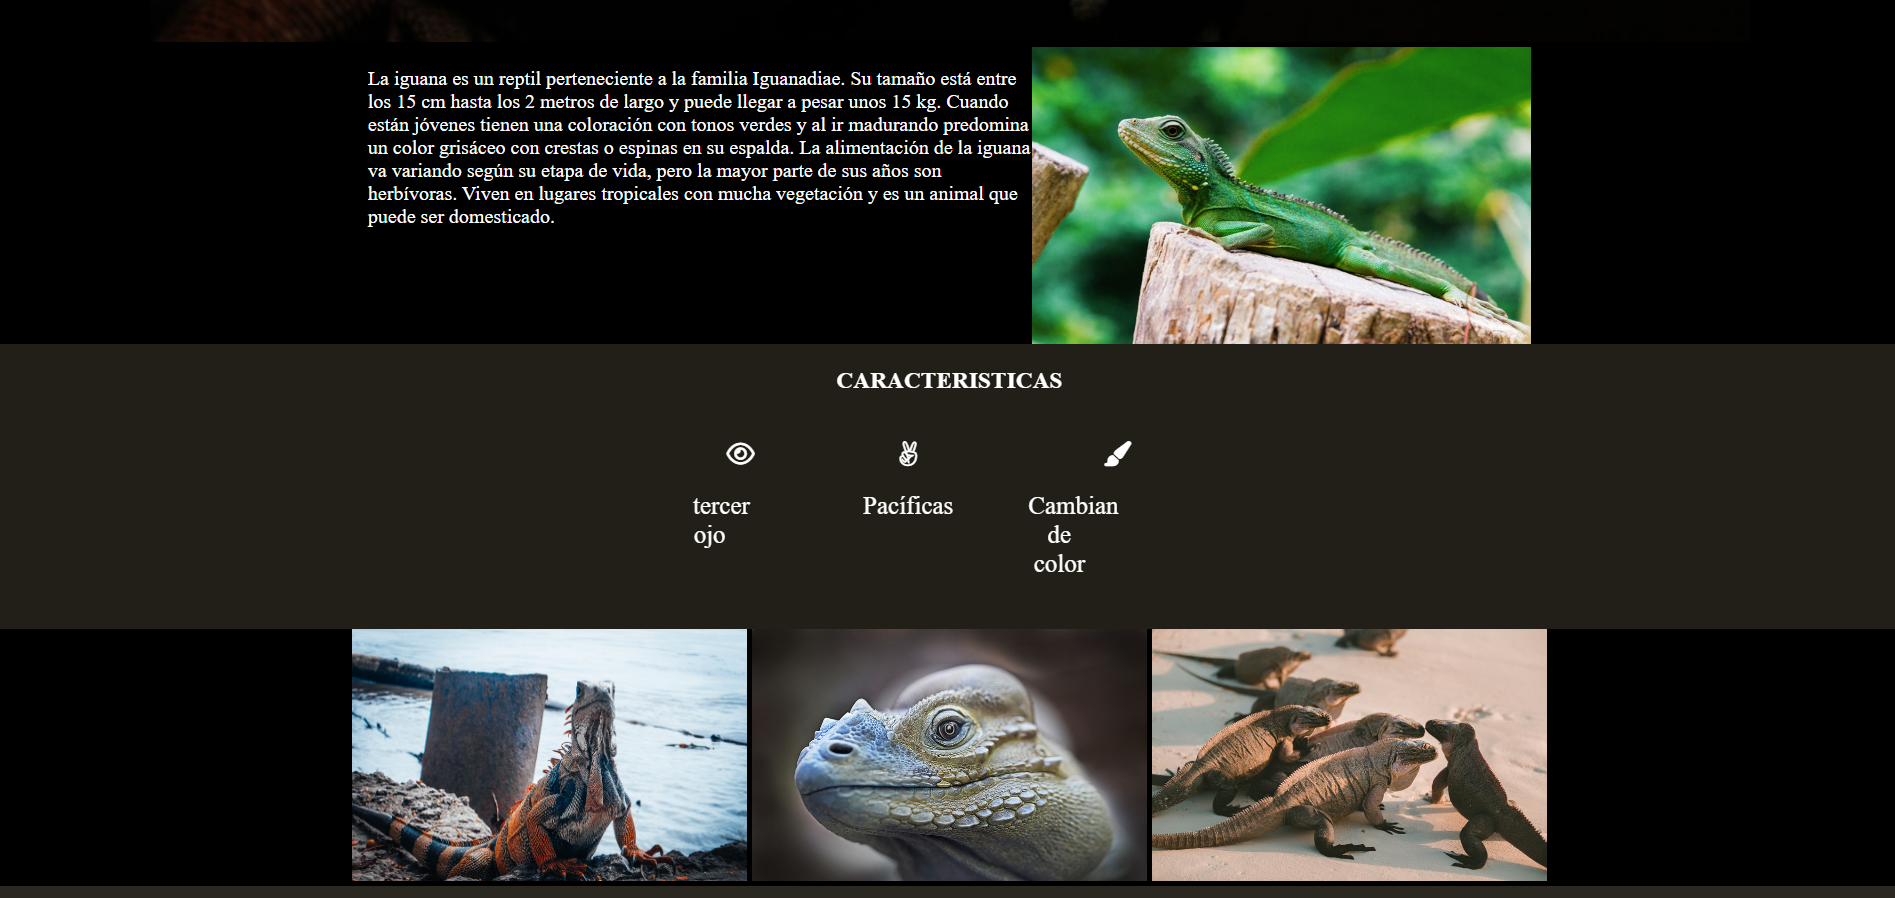 La iguana es un reptil perteneciente a la familia Iguanadiae. Su tamaño está entre
los 15 cm hasta los 2 metros de largo y puede llegar a pesar unos 15 kg. Cuando
están jóvenes tienen una coloración con tonos verdes y al ir madurando predomina
un color grisáceo con crestas o espinas en su espalda. La alimentación de la iguana
va variando según su etapa de vida, pero la mayor parte de sus años son
herbívoras. Viven en lugares tropicales con mucha vegetación y es un animal que
puede ser domesticado.
CARACTERISTICAS
tercer
ojo
Pacíficas
Cambian
de
color